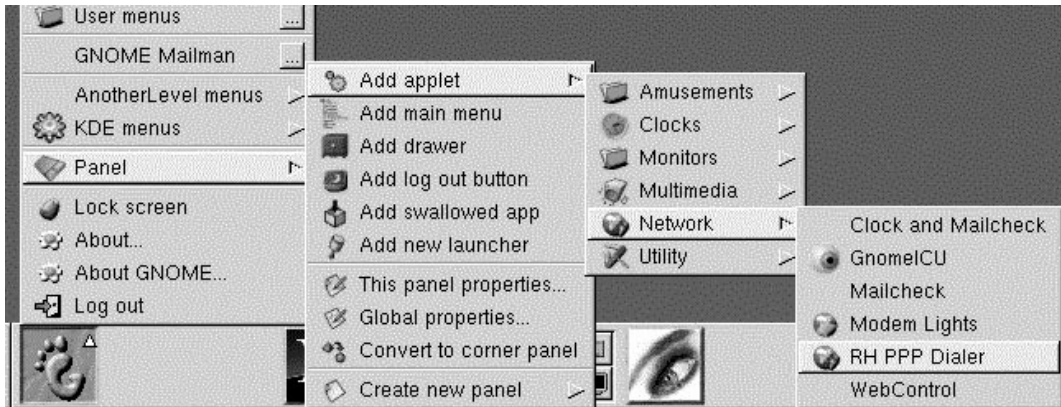 User menus
...
GNOME Mailman
...
AnotherLevel menus
KDE menus
Panel
Lock screen
About...
About GNOME...
Log out
Add applet
Add main menu
Add drawer
Add log out button
Add swallowed app
Add new launcher
This panel properties...
Global properties...
Convert to corner panel
Create new panel
Amusements
Clocks
Monitors
Multimedia
Network
Utility
Clock and Mailcheck
GnomeICU
Mailcheck
Modem Lights
RH PPP Dialer
WebControl